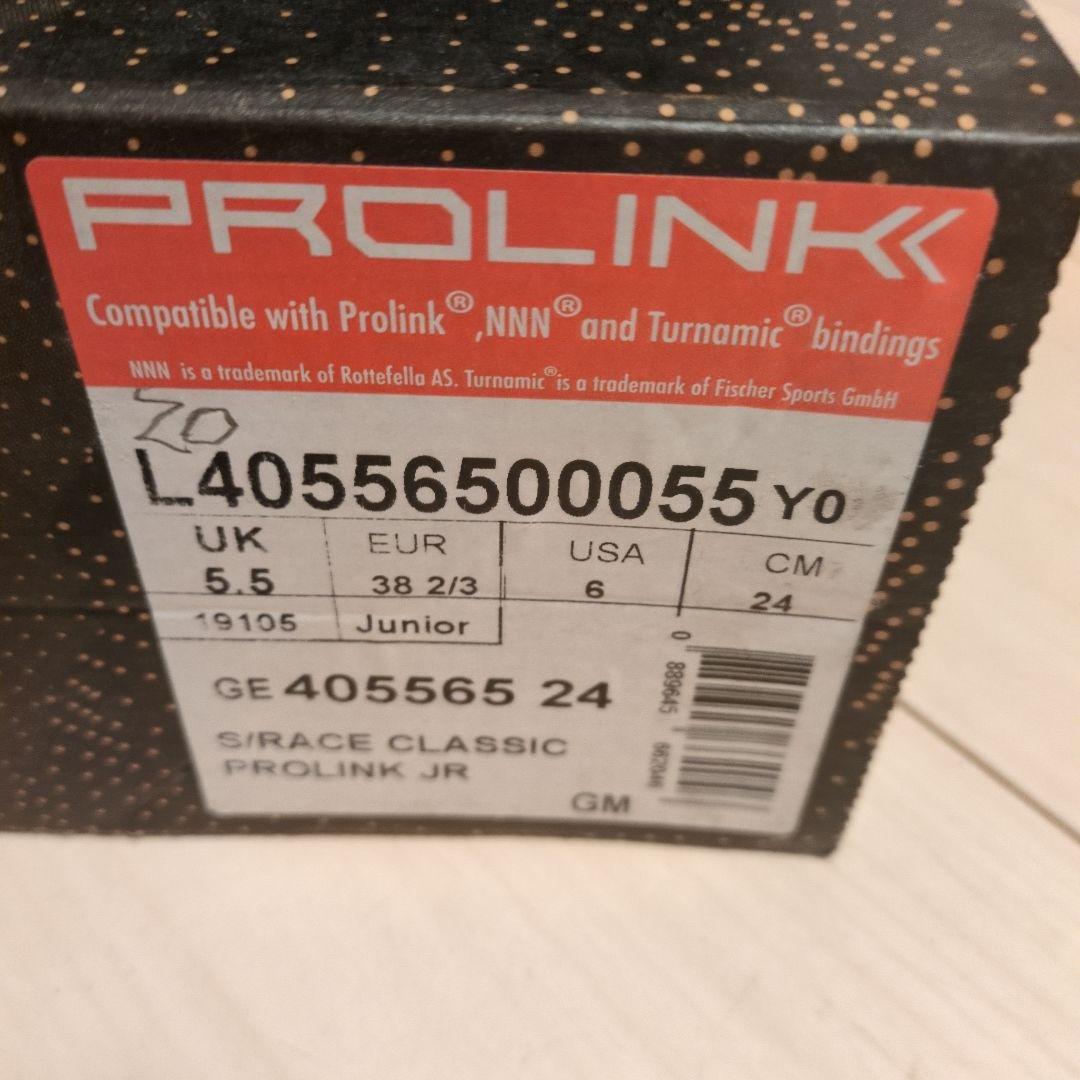 PROLINK
Compatible with Prolink®,NNN® and Turnamic® bindings
NNN is a trademark of Rottefella AS. Turnamic® is a trademark of Fischer Sports GmbH
L40556500055 Y0
UK EUR USA CM
5.5 38 2/3 6 24
19105 Junior
GE 405565 24
S/RACE CLASSIC
PROLINK JR
GM
0 889645